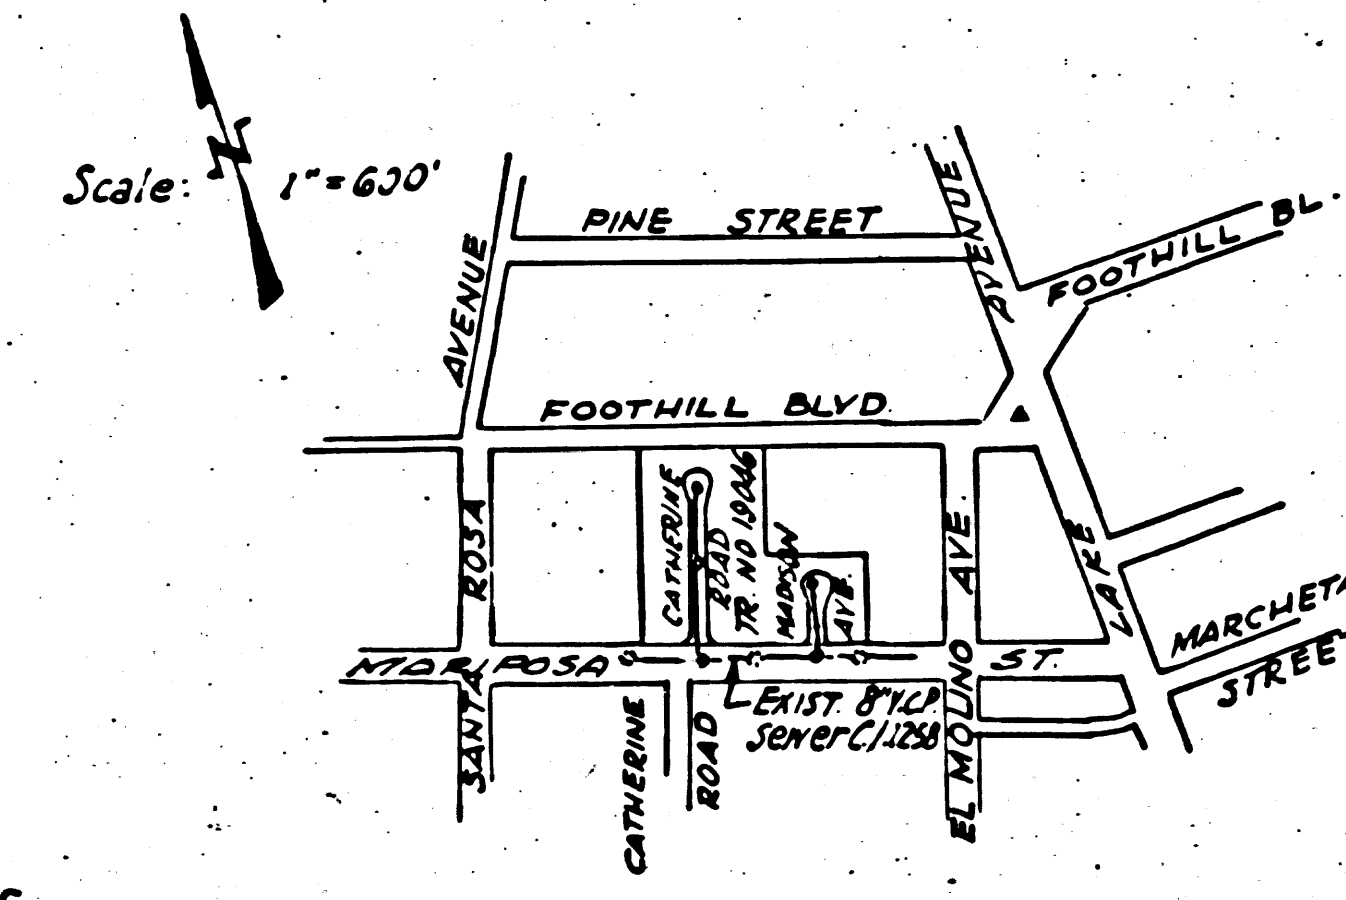 N
Scale: 1" = 600'
PINE STREET
AVENUE
AVENUE
FOOTHILL BL.
FOOTHILL BLVD.
CATHERINE
ROAD
TR. NO 19046
MADISON
AVE.
SANTA ROSA
EL MOLINO AVE.
LAKE
MARCHETA
STREET
MARIPOSA ST.
EXIST. 8" V.C.P.
sewer C.I. 1258
CATHERINE
ROAD